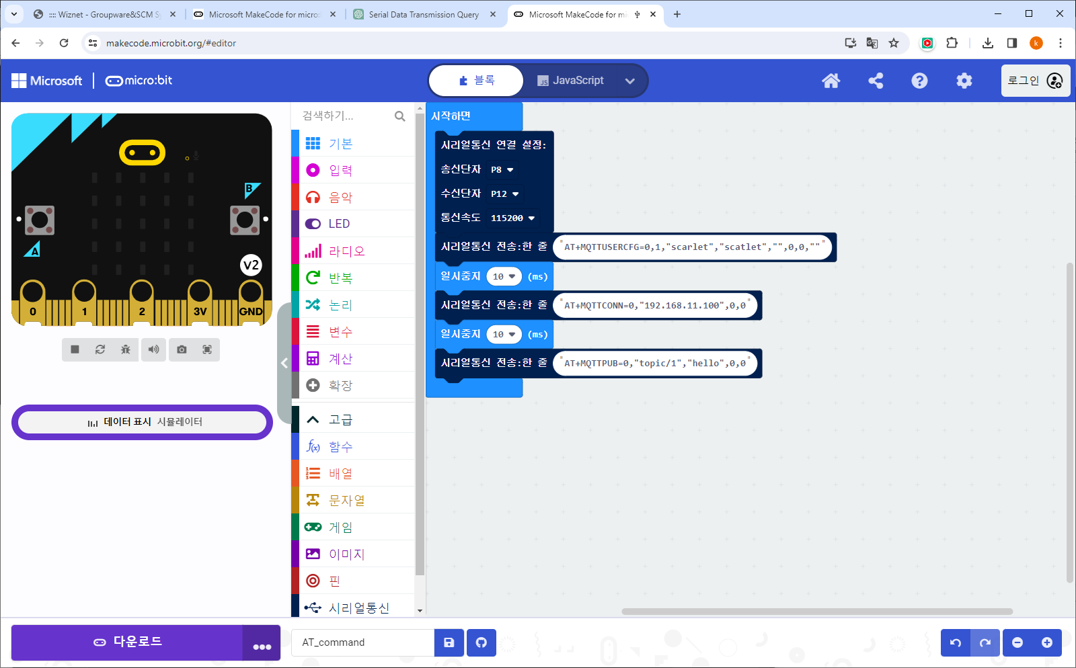 ::: Wiznet - Groupware&SCM Sp
Microsoft MakeCode for micro:
Serial Data Transmission Query
Microsoft MakeCode for mi
makecode.microbit.org/#editor
k
Microsoft
micro:bit
블록
JavaScript
로그인
A
B
V2
0
1
2
3V
GND
데이터 표시 시뮬레이터
검색하기...
기본
입력
음악
LED
라디오
반복
논리
변수
계산
확장
고급
함수
배열
문자열
게임
이미지
핀
시리얼통신
시작하면
시리얼통신 연결 설정:
송신단자 P8
수신단자 P12
통신속도 115200
시리얼통신 전송:한 줄 "AT+MQTTUSERCFG=0,1,"scarlet","scatlet","",0,0,"""
일시중지 10 (ms)
시리얼통신 전송:한 줄 "AT+MQTTCONN=0,"192.168.11.100",0,0"
일시중지 10 (ms)
시리얼통신 전송:한 줄 "AT+MQTTPUB=0,"topic/1","hello",0,0"
다운로드
AT_command